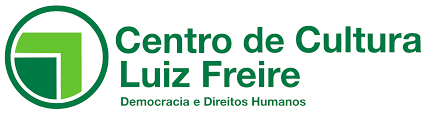 Centro de Cultura
Luiz Freire
Democracia e Direitos Humanos